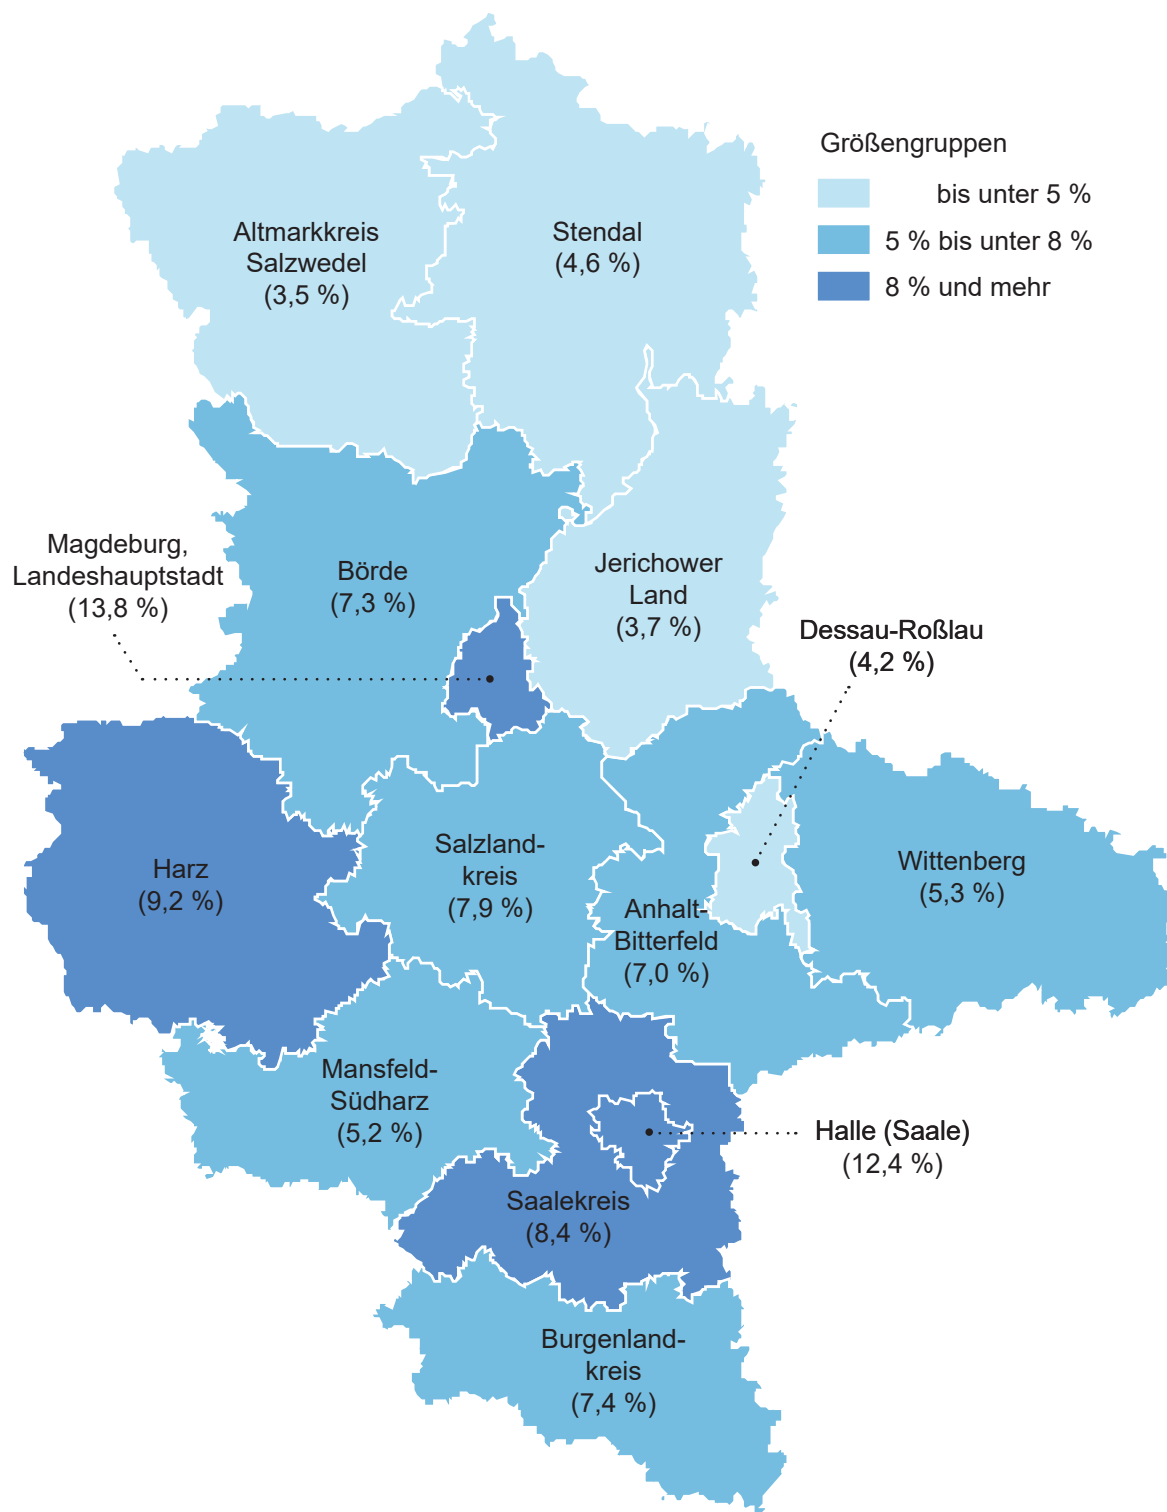 Größengruppen
bis unter 5 %
5 % bis unter 8 %
8 % und mehr
Altmarkkreis
Salzwedel
(3,5 %)
Stendal
(4,6 %)
Magdeburg,
Landeshauptstadt
(13,8 %)
Börde
(7,3 %)
Jerichower
Land
(3,7 %)
Dessau-Roßlau
(4,2 %)
Harz
(9,2 %)
Salzland-
kreis
(7,9 %)
Anhalt-
Bitterfeld
(7,0 %)
Wittenberg
(5,3 %)
Mansfeld-
Südharz
(5,2 %)
Halle (Saale)
(12,4 %)
Saalekreis
(8,4 %)
Burgenland-
kreis
(7,4 %)